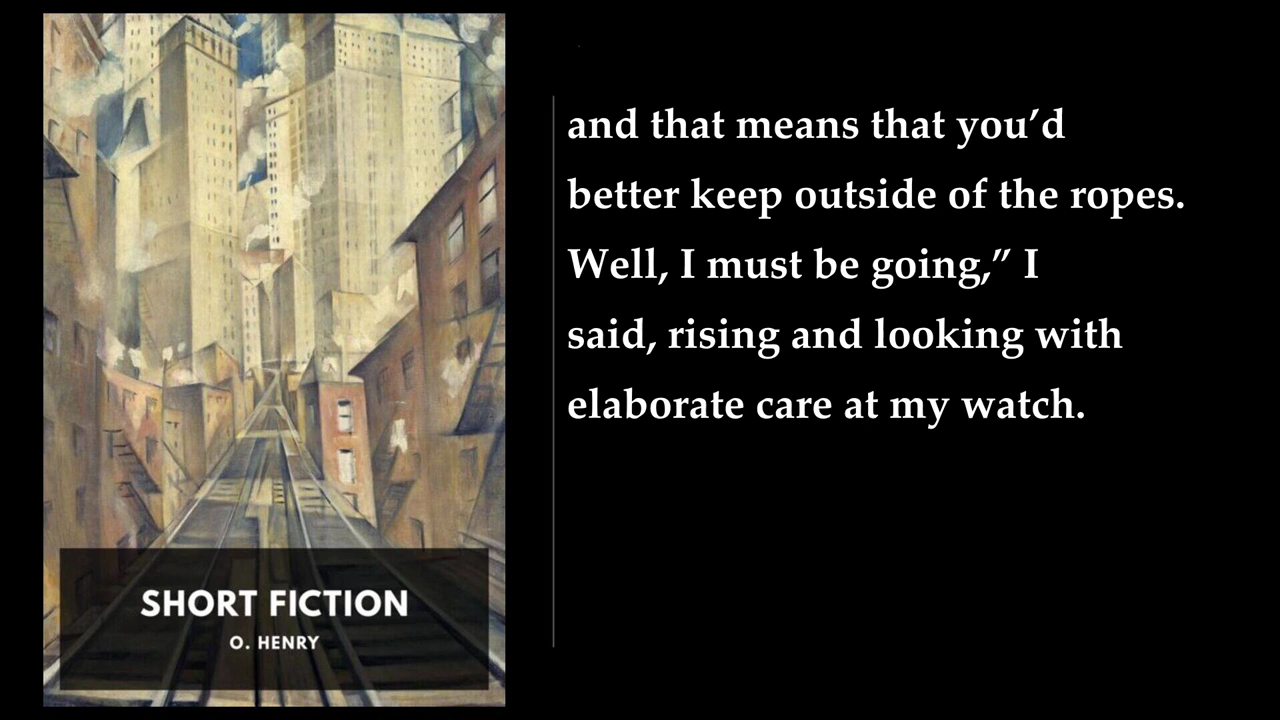 SHORT FICTION
O. HENRY
and that means that you’d
better keep outside of the ropes.
Well, I must be going,” I
said, rising and looking with
elaborate care at my watch.